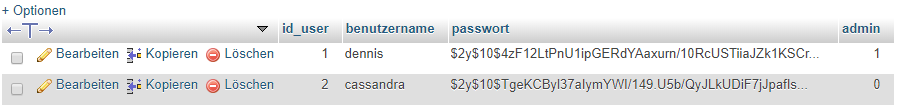 + Optionen
←T→ ▼ id_user benutzername passwort admin
Bearbeiten Kopieren Löschen 1 dennis $2y$10$4zF12LtPnU1ipGERdYAaxurn/10RcUSTiiaJZk1KSCr... 1
Bearbeiten Kopieren Löschen 2 cassandra $2y$10$TgeKCByl37alymYWl/149.U5b/QyJLkUDiF7jJpafls... 0